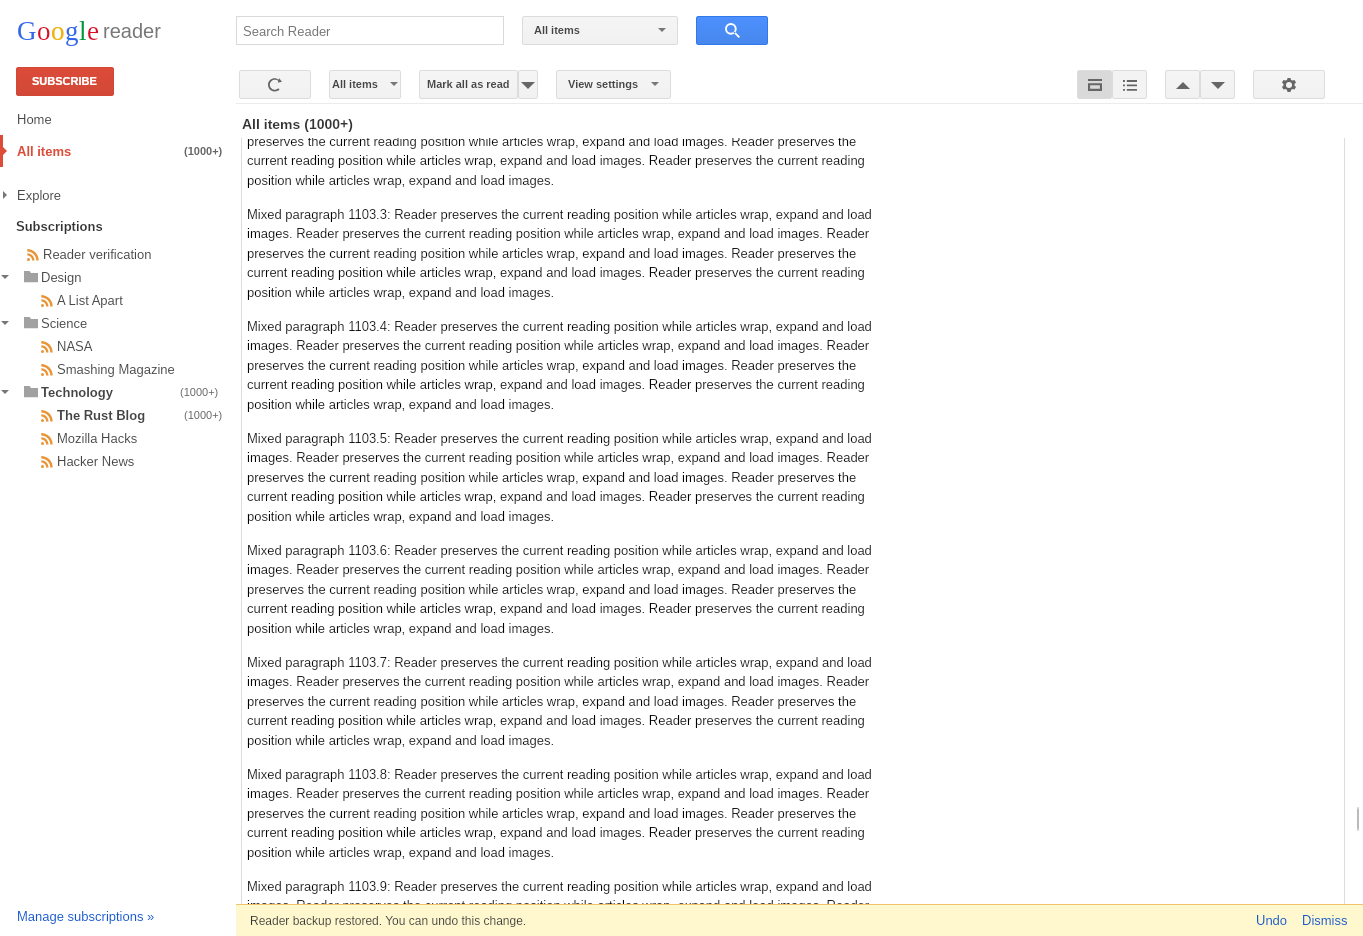 Google reader
Search Reader
All items
SUBSCRIBE
All items
Mark all as read
View settings
Home
All items (1000+)
Explore
Subscriptions
Reader verification
Design
A List Apart
Science
NASA
Smashing Magazine
Technology (1000+)
The Rust Blog (1000+)
Mozilla Hacks
Hacker News
Manage subscriptions »
All items (1000+)
preserves the current reading position while articles wrap, expand and load images. Reader preserves the
current reading position while articles wrap, expand and load images. Reader preserves the current reading
position while articles wrap, expand and load images.
Mixed paragraph 1103.3: Reader preserves the current reading position while articles wrap, expand and load
images. Reader preserves the current reading position while articles wrap, expand and load images. Reader
preserves the current reading position while articles wrap, expand and load images. Reader preserves the
current reading position while articles wrap, expand and load images. Reader preserves the current reading
position while articles wrap, expand and load images.
Mixed paragraph 1103.4: Reader preserves the current reading position while articles wrap, expand and load
images. Reader preserves the current reading position while articles wrap, expand and load images. Reader
preserves the current reading position while articles wrap, expand and load images. Reader preserves the
current reading position while articles wrap, expand and load images. Reader preserves the current reading
position while articles wrap, expand and load images.
Mixed paragraph 1103.5: Reader preserves the current reading position while articles wrap, expand and load
images. Reader preserves the current reading position while articles wrap, expand and load images. Reader
preserves the current reading position while articles wrap, expand and load images. Reader preserves the
current reading position while articles wrap, expand and load images. Reader preserves the current reading
position while articles wrap, expand and load images.
Mixed paragraph 1103.6: Reader preserves the current reading position while articles wrap, expand and load
images. Reader preserves the current reading position while articles wrap, expand and load images. Reader
preserves the current reading position while articles wrap, expand and load images. Reader preserves the
current reading position while articles wrap, expand and load images. Reader preserves the current reading
position while articles wrap, expand and load images.
Mixed paragraph 1103.7: Reader preserves the current reading position while articles wrap, expand and load
images. Reader preserves the current reading position while articles wrap, expand and load images. Reader
preserves the current reading position while articles wrap, expand and load images. Reader preserves the
current reading position while articles wrap, expand and load images. Reader preserves the current reading
position while articles wrap, expand and load images.
Mixed paragraph 1103.8: Reader preserves the current reading position while articles wrap, expand and load
images. Reader preserves the current reading position while articles wrap, expand and load images. Reader
preserves the current reading position while articles wrap, expand and load images. Reader preserves the
current reading position while articles wrap, expand and load images. Reader preserves the current reading
position while articles wrap, expand and load images.
Mixed paragraph 1103.9: Reader preserves the current reading position while articles wrap, expand and load
images. Reader preserves the current reading position while articles wrap, expand and load images. Reader
Reader backup restored. You can undo this change.
Undo
Dismiss